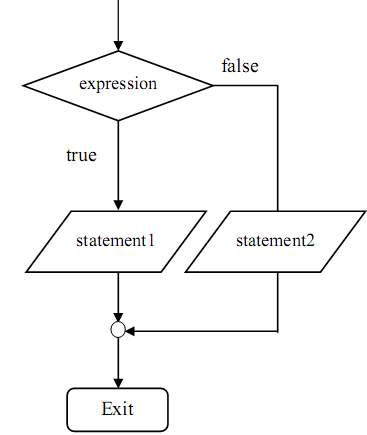 false
expression
true
statement1
statement2
Exit